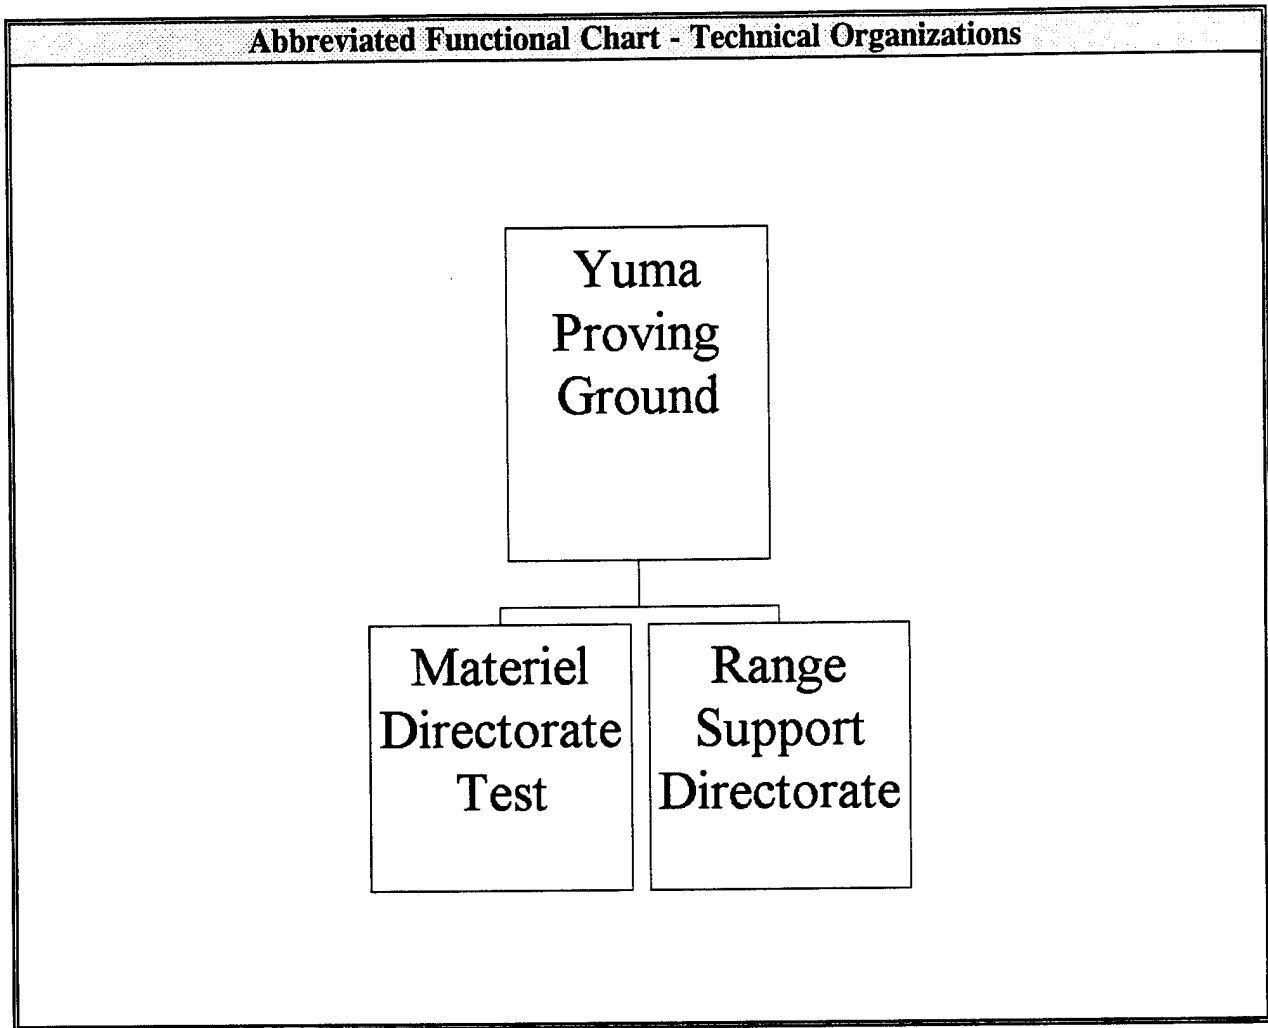 Abbreviated Functional Chart - Technical Organizations
Yuma
Proving
Ground
Materiel
Directorate
Test
Range
Support
Directorate